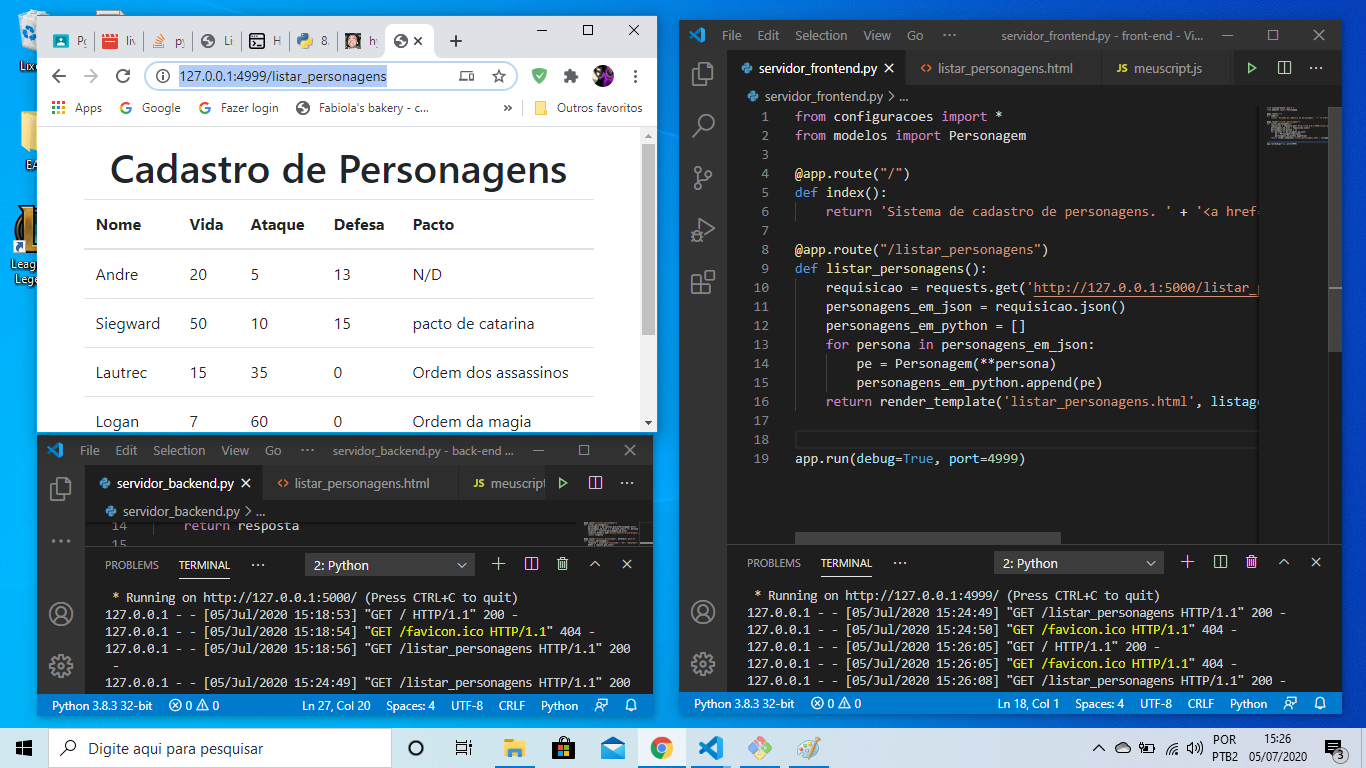 Lix
EA
Leag
Lege
Pg
liv
py
Li
H
8.
hy
127.0.0.1:4999/listar_personagens
Apps
Google
Fazer login
Fabiola's bakery - c...
»
Outros favoritos
Cadastro de Personagens
Nome Vida Ataque Defesa Pacto
Andre 20 5 13 N/D
Siegward 50 10 15 pacto de catarina
Lautrec 15 35 0 Ordem dos assassinos
Logan 7 60 0 Ordem da magia
File Edit Selection View Go ··· servidor_backend.py - back-end ...
servidor_backend.py
listar_personagens.html
JS meuscript
servidor_backend.py > ...
14 return resposta
15
PROBLEMS TERMINAL ··· 2: Python
* Running on http://127.0.0.1:5000/ (Press CTRL+C to quit)
127.0.0.1 - - [05/Jul/2020 15:18:53] "GET / HTTP/1.1" 200 -
127.0.0.1 - - [05/Jul/2020 15:18:54] "GET /favicon.ico HTTP/1.1" 404 -
127.0.0.1 - - [05/Jul/2020 15:18:56] "GET /listar_personagens HTTP/1.1" 200
-
127.0.0.1 - - [05/Jul/2020 15:24:49] "GET /listar_personagens HTTP/1.1" 200
Python 3.8.3 32-bit 0 0 Ln 27, Col 20 Spaces: 4 UTF-8 CRLF Python
File Edit Selection View Go ··· servidor_frontend.py - front-end - Vi...
servidor_frontend.py
listar_personagens.html
JS meuscript.js
servidor_frontend.py > ...
1 from configuracoes import *
2 from modelos import Personagem
3
4 @app.route("/")
5 def index():
6 return 'Sistema de cadastro de personagens. ' + '<a href
7
8 @app.route("/listar_personagens")
9 def listar_personagens():
10 requisicao = requests.get('http://127.0.0.1:5000/listar_
11 personagens_em_json = requisicao.json()
12 personagens_em_python = []
13 for persona in personagens_em_json:
14 pe = Personagem(**persona)
15 personagens_em_python.append(pe)
16 return render_template('listar_personagens.html', listage
17
18
19 app.run(debug=True, port=4999)
PROBLEMS TERMINAL ··· 2: Python
* Running on http://127.0.0.1:4999/ (Press CTRL+C to quit)
127.0.0.1 - - [05/Jul/2020 15:24:49] "GET /listar_personagens HTTP/1.1" 200 -
127.0.0.1 - - [05/Jul/2020 15:24:50] "GET /favicon.ico HTTP/1.1" 404 -
127.0.0.1 - - [05/Jul/2020 15:26:05] "GET / HTTP/1.1" 200 -
127.0.0.1 - - [05/Jul/2020 15:26:05] "GET /favicon.ico HTTP/1.1" 404 -
127.0.0.1 - - [05/Jul/2020 15:26:08] "GET /listar_personagens HTTP/1.1" 200 -
Python 3.8.3 32-bit 0 0 Ln 18, Col 1 Spaces: 4 UTF-8 CRLF Python
Digite aqui para pesquisar
POR
PTB2
15:26
05/07/2020
3